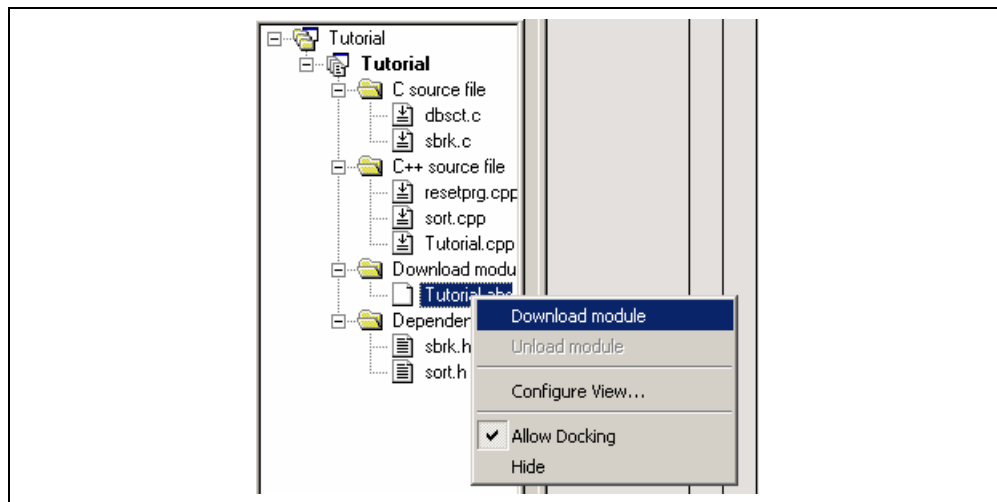 Tutorial
Tutorial
C source file
dbsct.c
sbrk.c
C++ source file
resetprg.cpp
sort.cpp
Tutorial.cpp
Download modu
Tutorial.abs
Download module
Depender
Unload module
sbrk.h
sort.h
Configure View...
Allow Docking
Hide